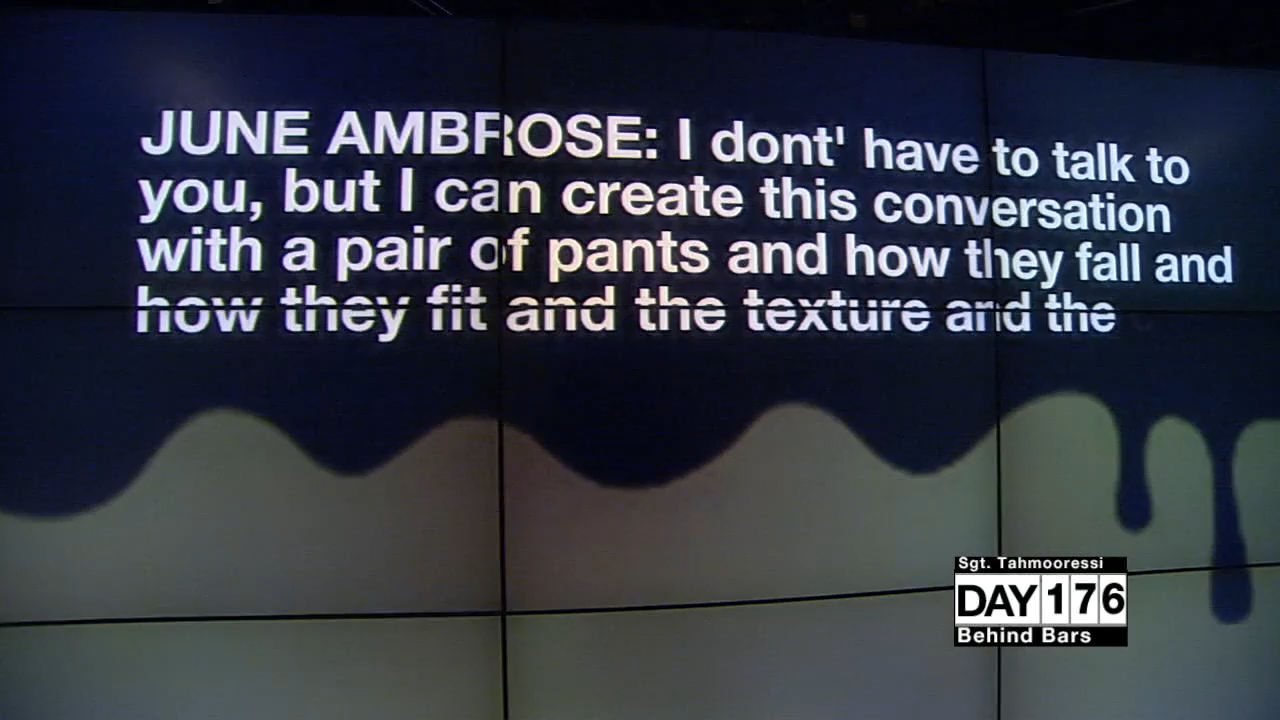 JUNE AMBROSE: I dont' have to talk to
you, but I can create this conversation
with a pair of pants and how they fall and
how they fit and the texture and the
Sgt. Tahmooressi
DAY 176
Behind Bars